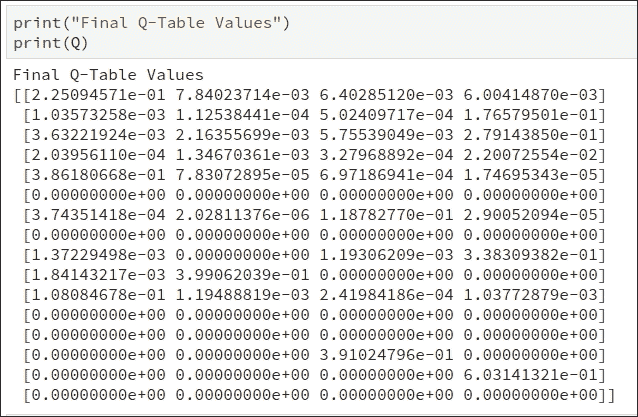 print("Final Q-Table Values")
print(Q)
Final Q-Table Values
[[2.25094571e-01 7.84023714e-03 6.40285120e-03 6.00414870e-03]
[1.03573258e-03 1.12538441e-04 5.02409717e-04 1.76579501e-01]
[3.63221924e-03 2.16355699e-03 5.75539049e-03 2.79143850e-01]
[2.03956110e-04 1.34670361e-03 3.27968892e-04 2.20072554e-02]
[3.86180668e-01 7.83072895e-05 6.97186941e-04 1.74695343e-05]
[0.00000000e+00 0.00000000e+00 0.00000000e+00 0.00000000e+00]
[3.74351418e-04 2.02811376e-06 1.18782770e-01 2.90052094e-05]
[0.00000000e+00 0.00000000e+00 0.00000000e+00 0.00000000e+00]
[1.37229498e-03 0.00000000e+00 1.19306209e-03 3.38309382e-01]
[1.84143217e-03 3.99062039e-01 0.00000000e+00 0.00000000e+00]
[1.08084678e-01 1.19488819e-03 2.41984186e-04 1.03772879e-03]
[0.00000000e+00 0.00000000e+00 0.00000000e+00 0.00000000e+00]
[0.00000000e+00 0.00000000e+00 0.00000000e+00 0.00000000e+00]
[0.00000000e+00 0.00000000e+00 3.91024796e-01 0.00000000e+00]
[0.00000000e+00 0.00000000e+00 0.00000000e+00 6.03141321e-01]
[0.00000000e+00 0.00000000e+00 0.00000000e+00 0.00000000e+00]]